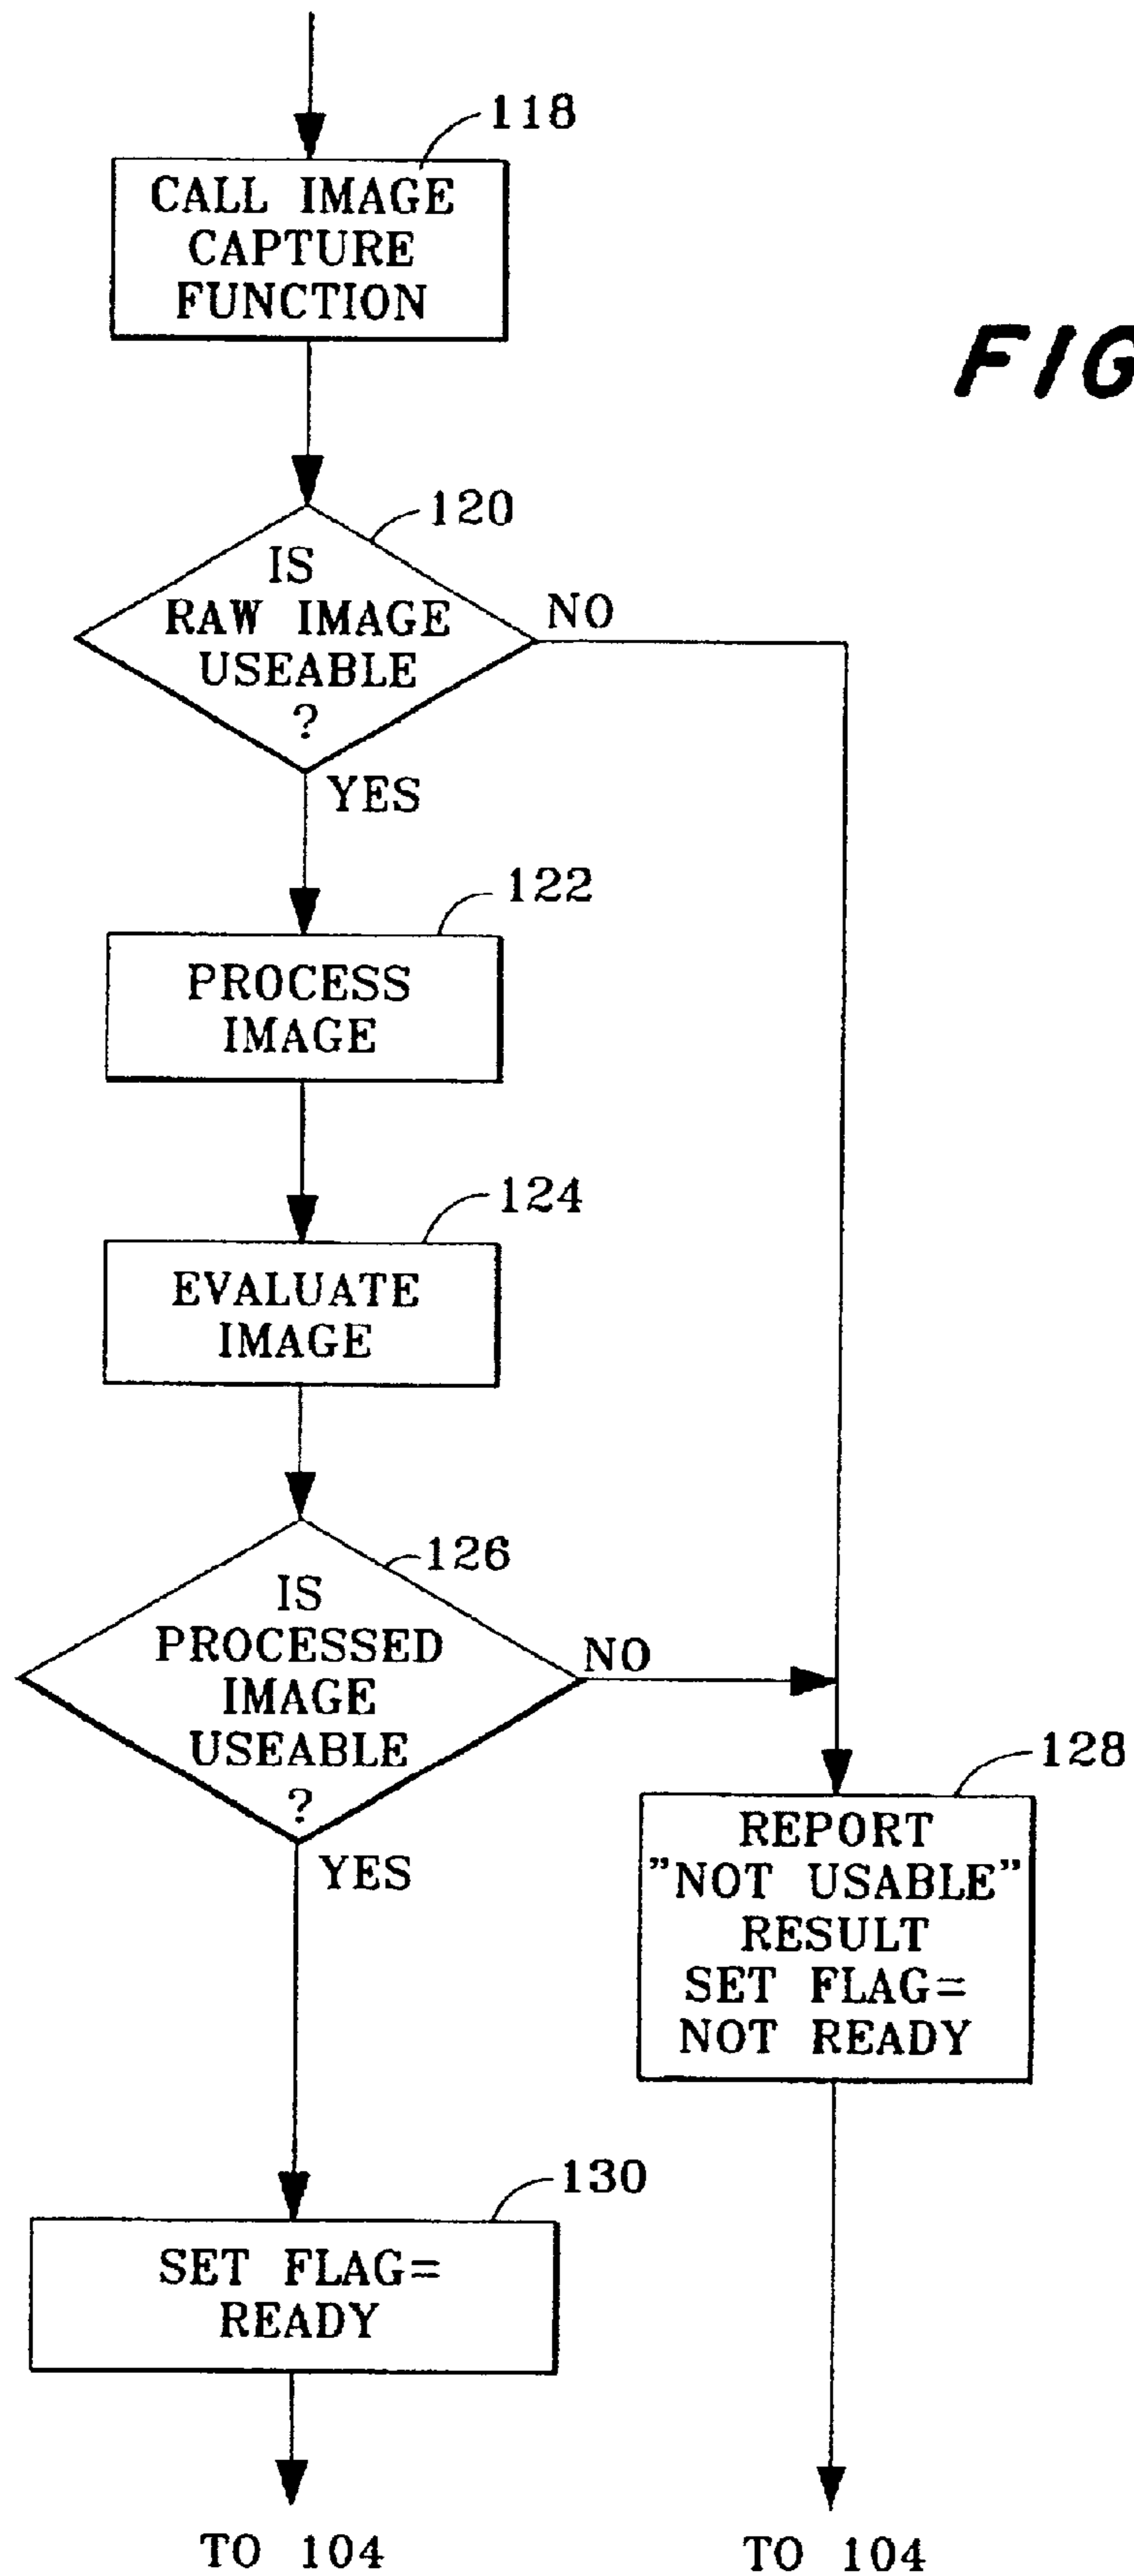 118
CALL IMAGE
CAPTURE
FUNCTION
FIG
120
IS
RAW IMAGE
USEABLE
?
NO
YES
122
PROCESS
IMAGE
124
EVALUATE
IMAGE
126
IS
PROCESSED
IMAGE
USEABLE
?
NO
YES
128
REPORT
"NOT USABLE"
RESULT
SET FLAG=
NOT READY
130
SET FLAG=
READY
TO 104
TO 104